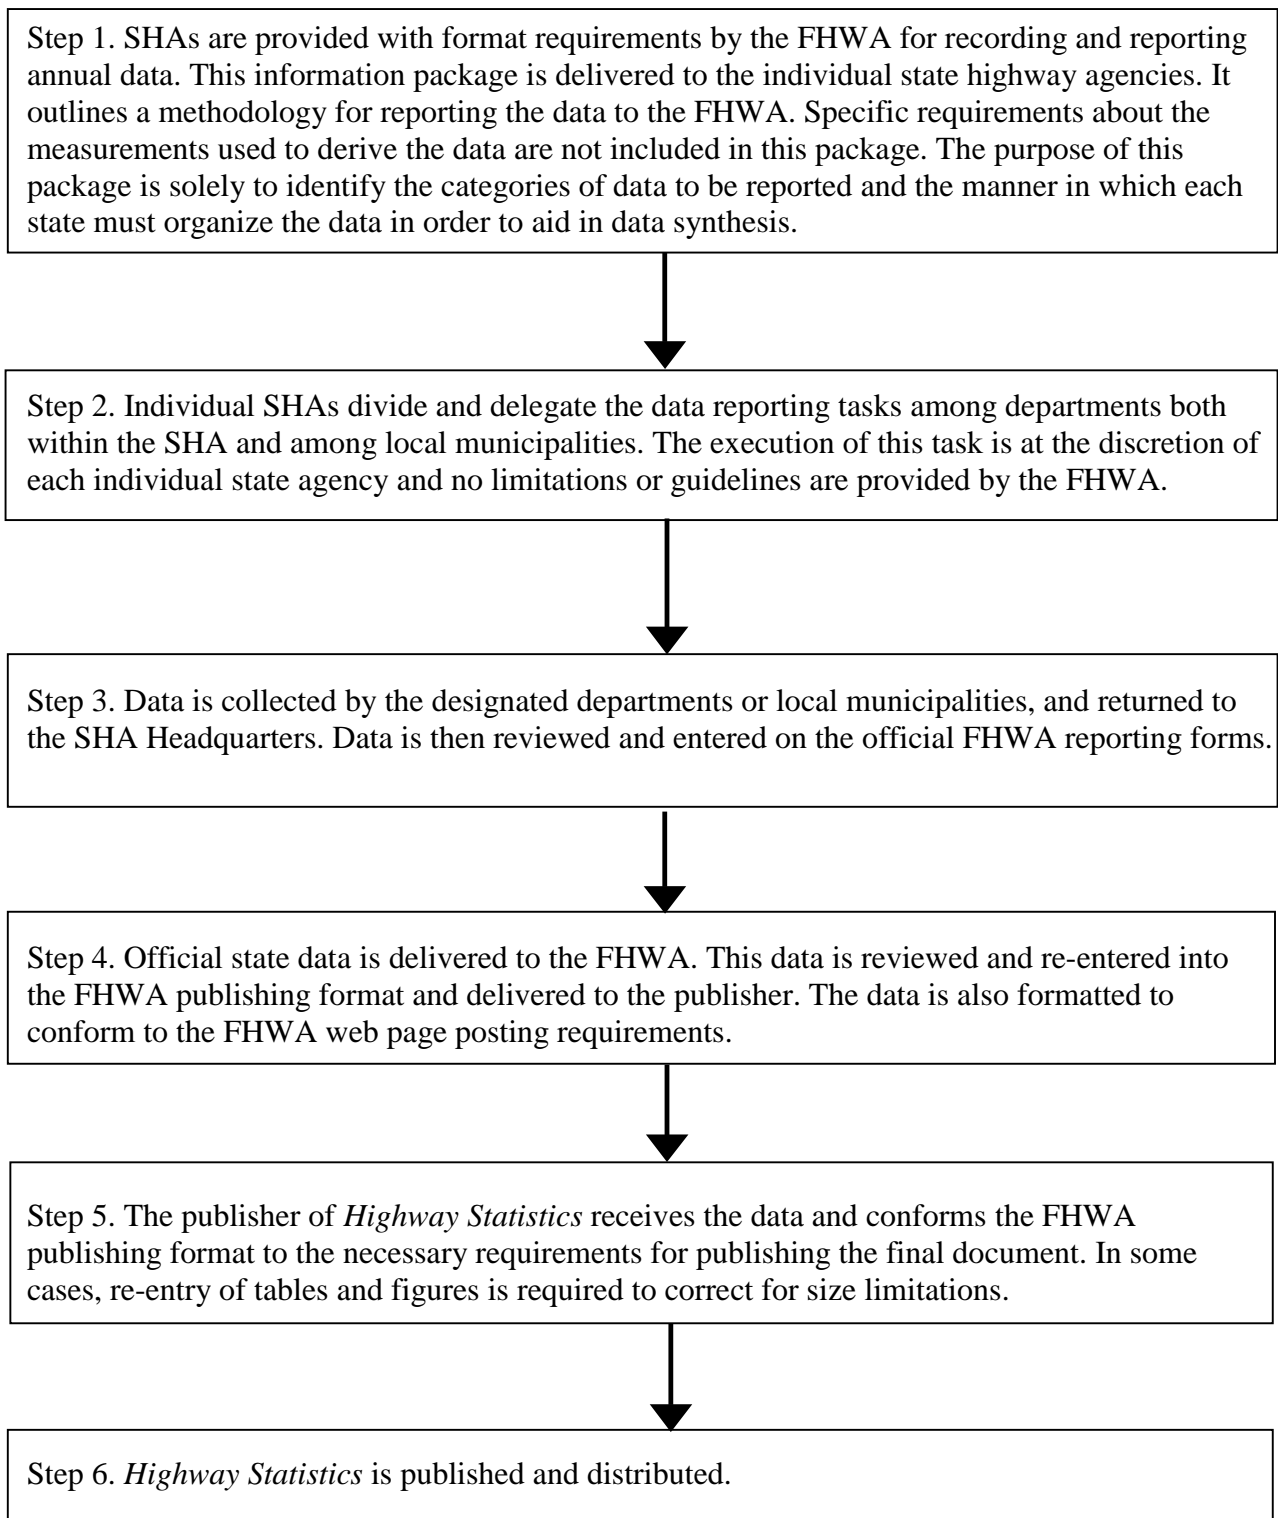 Step 1. SHAs are provided with format requirements by the FHWA for recording and reporting
annual data. This information package is delivered to the individual state highway agencies. It
outlines a methodology for reporting the data to the FHWA. Specific requirements about the
measurements used to derive the data are not included in this package. The purpose of this
package is solely to identify the categories of data to be reported and the manner in which each
state must organize the data in order to aid in data synthesis.
Step 2. Individual SHAs divide and delegate the data reporting tasks among departments both
within the SHA and among local municipalities. The execution of this task is at the discretion of
each individual state agency and no limitations or guidelines are provided by the FHWA.
Step 3. Data is collected by the designated departments or local municipalities, and returned to
the SHA Headquarters. Data is then reviewed and entered on the official FHWA reporting forms.
Step 4. Official state data is delivered to the FHWA. This data is reviewed and re-entered into
the FHWA publishing format and delivered to the publisher. The data is also formatted to
conform to the FHWA web page posting requirements.
Step 5. The publisher of Highway Statistics receives the data and conforms the FHWA
publishing format to the necessary requirements for publishing the final document. In some
cases, re-entry of tables and figures is required to correct for size limitations.
Step 6. Highway Statistics is published and distributed.